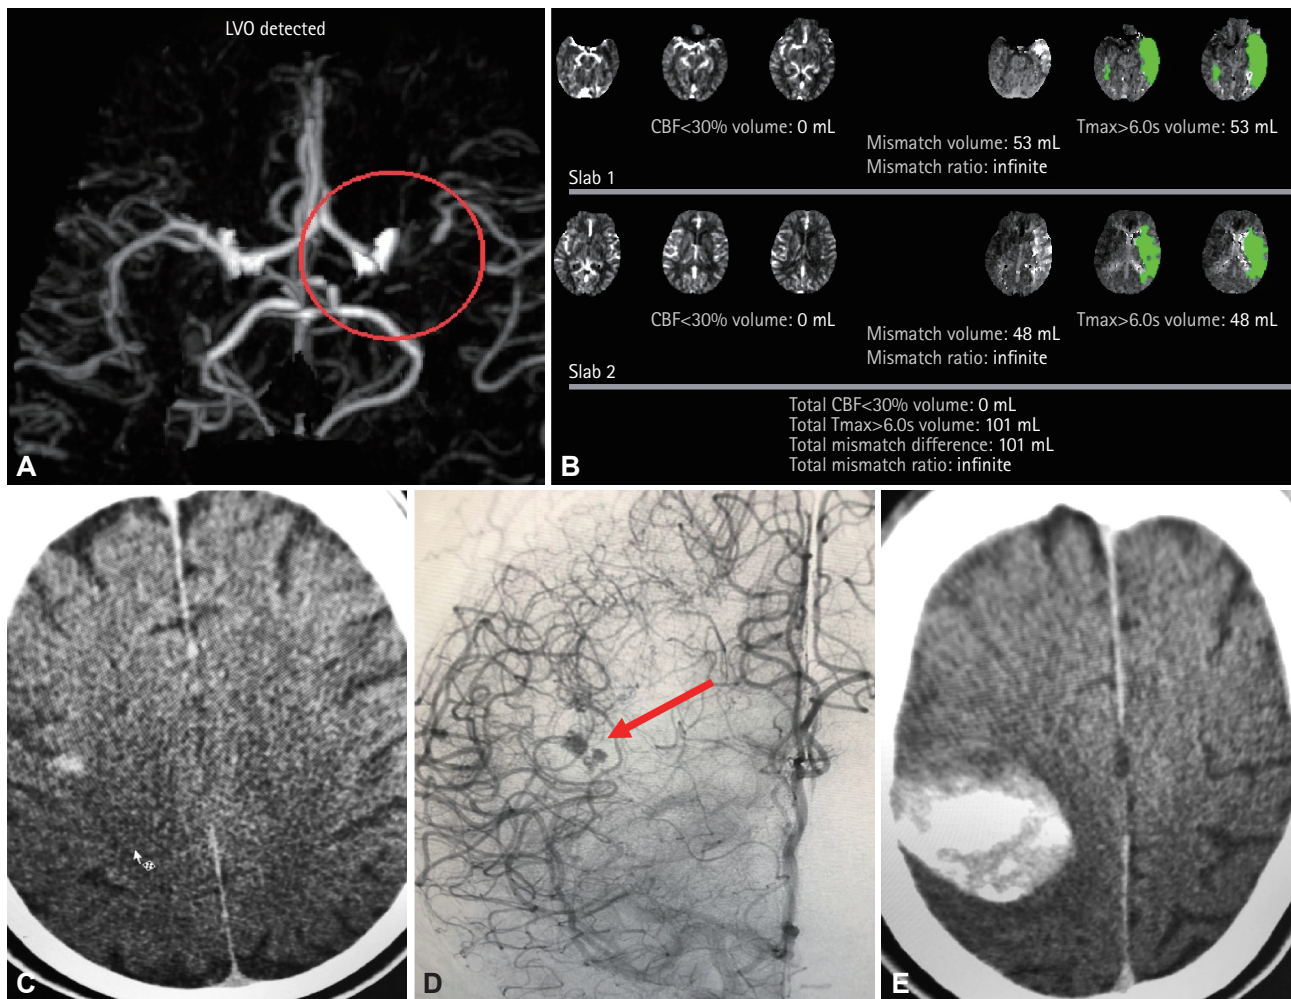 LVO detected
A
CBF<30% volume: 0 mL
Tmax>6.0s volume: 53 mL
Mismatch volume: 53 mL
Mismatch ratio: infinite
Slab 1
CBF<30% volume: 0 mL
Tmax>6.0s volume: 48 mL
Mismatch volume: 48 mL
Mismatch ratio: infinite
Slab 2
Total CBF<30% volume: 0 mL
Total Tmax>6.0s volume: 101 mL
Total mismatch difference: 101 mL
Total mismatch ratio: infinite
B
C
D
E